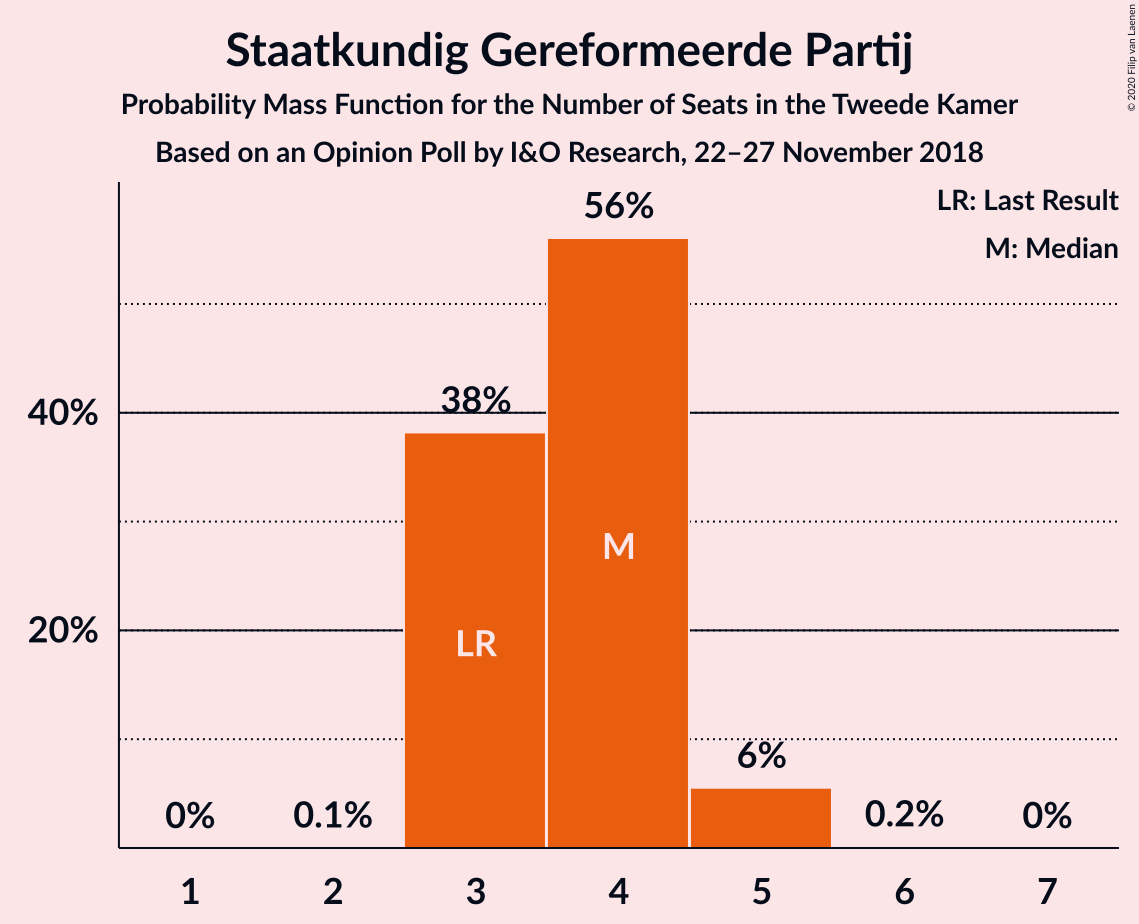 Staatkundig Gereformeerde Partij
Probability Mass Function for the Number of Seats in the Tweede Kamer
Based on an Opinion Poll by I&O Research, 22–27 November 2018
© 2020 Filip van Laenen
LR: Last Result
M: Median
56%
38%
40%
M
20%
LR
6%
0%
0.1%
0.2%
0%
1 2 3 4 5 6 7